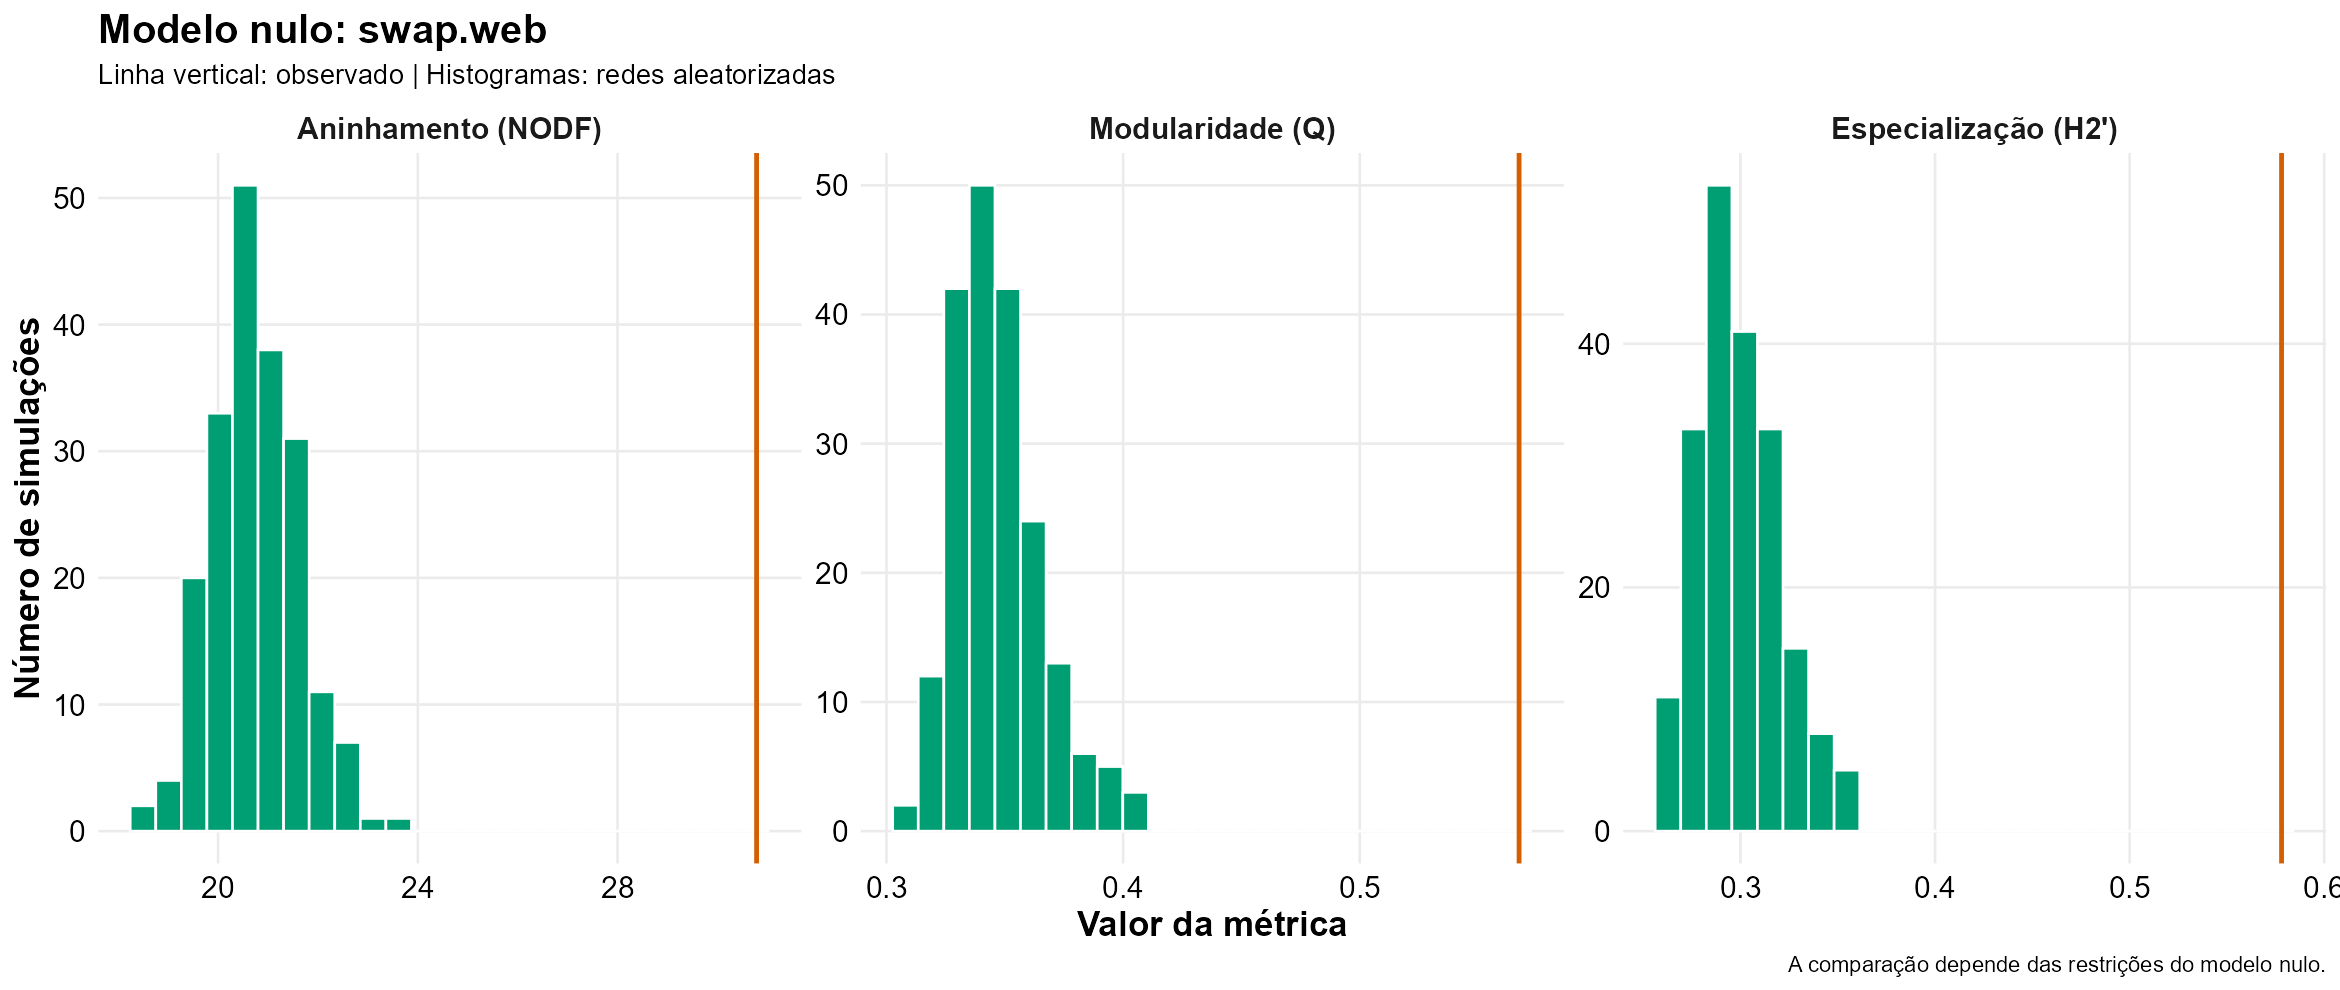 Modelo nulo: swap.web
Linha vertical: observado | Histogramas: redes aleatorizadas
Aninhamento (NODF)
Modularidade (Q)
Especialização (H2')
Número de simulações
50
40
30
20
10
0
20 24 28
50
40
30
20
10
0
0.3 0.4 0.5
40
20
0
0.3 0.4 0.5 0.6
Valor da métrica
A comparação depende das restrições do modelo nulo.